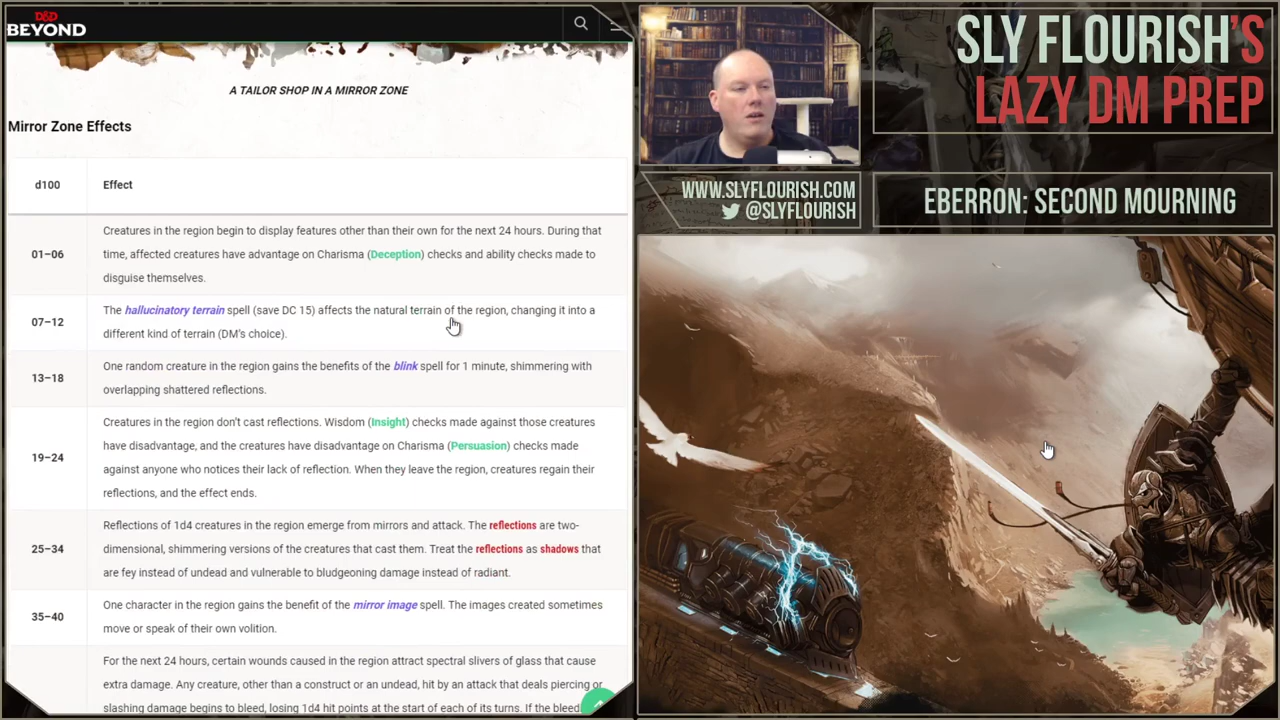 D&D
BEYOND
A TAILOR SHOP IN A MIRROR ZONE
Mirror Zone Effects
d100 Effect
01–06
Creatures in the region begin to display features other than their own for the next 24 hours. During that
time, affected creatures have advantage on Charisma (Deception) checks and ability checks made to
disguise themselves.
07–12
The hallucinatory terrain spell (save DC 15) affects the natural terrain of the region, changing it into a
different kind of terrain (DM's choice).
13–18
One random creature in the region gains the benefits of the blink spell for 1 minute, shimmering with
overlapping shattered reflections.
19–24
Creatures in the region don't cast reflections. Wisdom (Insight) checks made against those creatures
have disadvantage, and the creatures have disadvantage on Charisma (Persuasion) checks made
against anyone who notices their lack of reflection. When they leave the region, creatures regain their
reflections, and the effect ends.
25–34
Reflections of 1d4 creatures in the region emerge from mirrors and attack. The reflections are two-
dimensional, shimmering versions of the creatures that cast them. Treat the reflections as shadows that
are fey instead of undead and vulnerable to bludgeoning damage instead of radiant.
35–40
One character in the region gains the benefit of the mirror image spell. The images created sometimes
move or speak of their own volition.
For the next 24 hours, certain wounds caused in the region attract spectral slivers of glass that cause
extra damage. Any creature, other than a construct or an undead, hit by an attack that deals piercing or
slashing damage begins to bleed, losing 1d4 hit points at the start of each of its turns. If the bleed
SLY FLOURISH'S
LAZY DM PREP
WWW.SLYFLOURISH.COM
@SLYFLOURISH
EBERRON: SECOND MOURNING